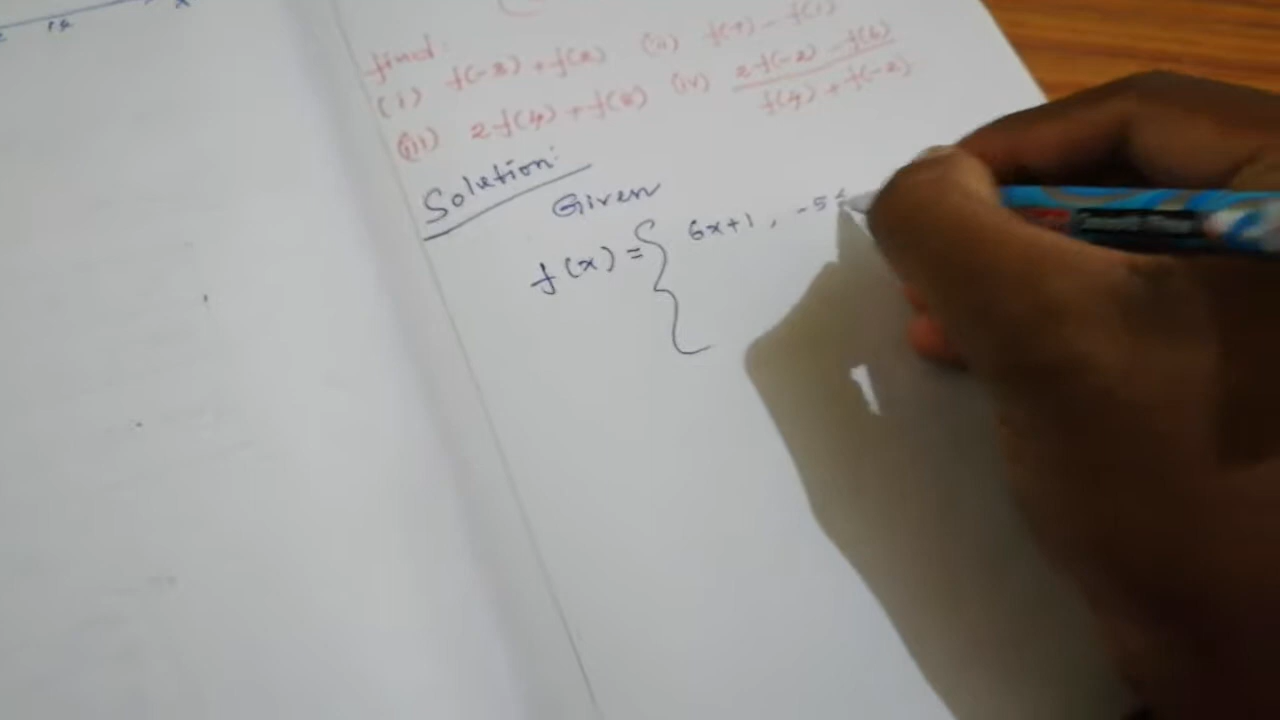 find:
(i) f(-3) + f(2) (ii) f(7) - f(1)
(iii) 2f(4) + f(8) (iv) 2f(-2) - f(6) / f(4) + f(-2)
Solution:
Given
f(x) = { 6x+1, -5 ≤